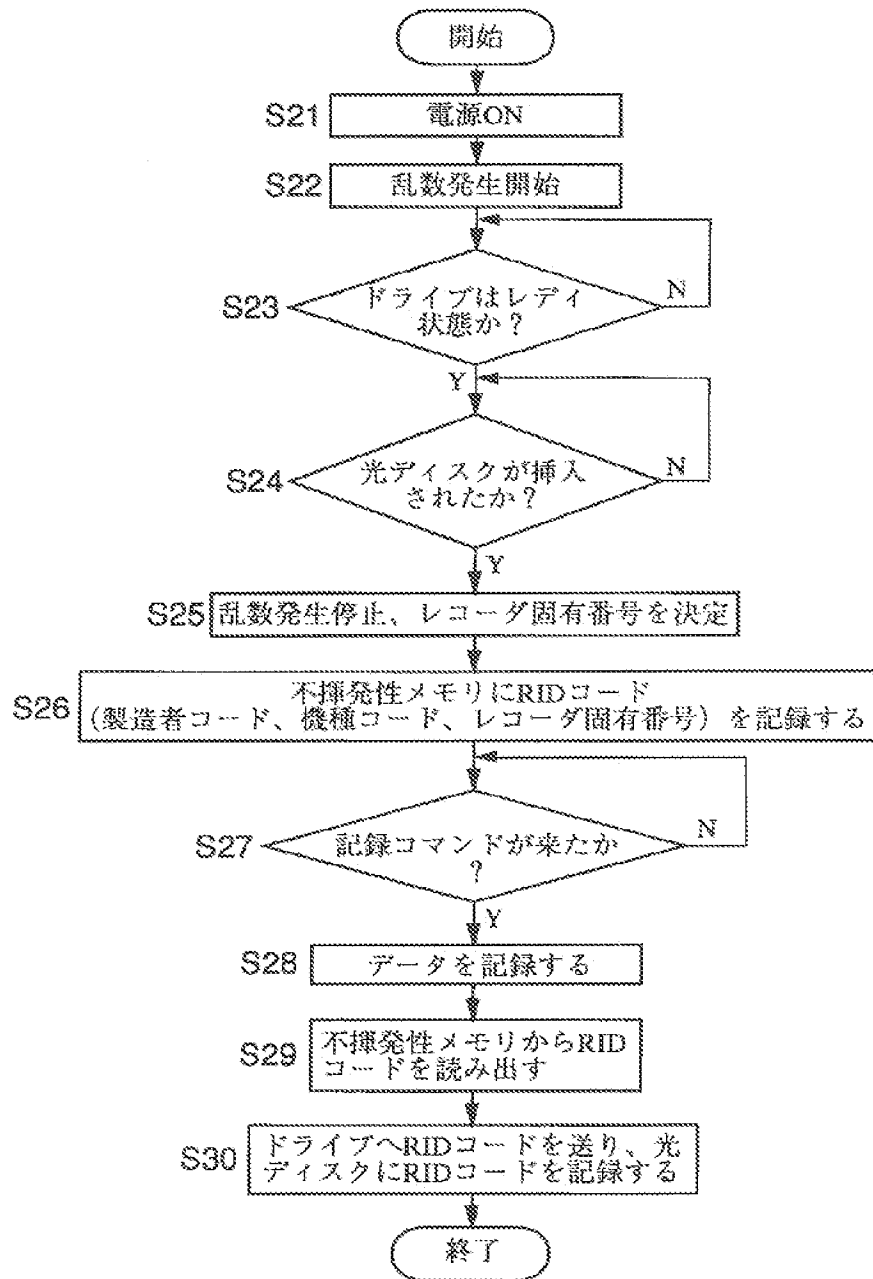 開始
S21 電源ON
S22 乱数発生開始
S23 ドライブはレディ
状態か?
N
Y
S24 光ディスクが挿入
されたか?
N
Y
S25 乱数発生停止、レコーダ固有番号を決定
S26 不揮発性メモリにRIDコード
(製造者コード、機種コード、レコーダ固有番号)を記録する
S27 記録コマンドが来たか
?
N
Y
S28 データを記録する
S29 不揮発性メモリからRID
コードを読み出す
S30 ドライブへRIDコードを送り、光
ディスクにRIDコードを記録する
終了